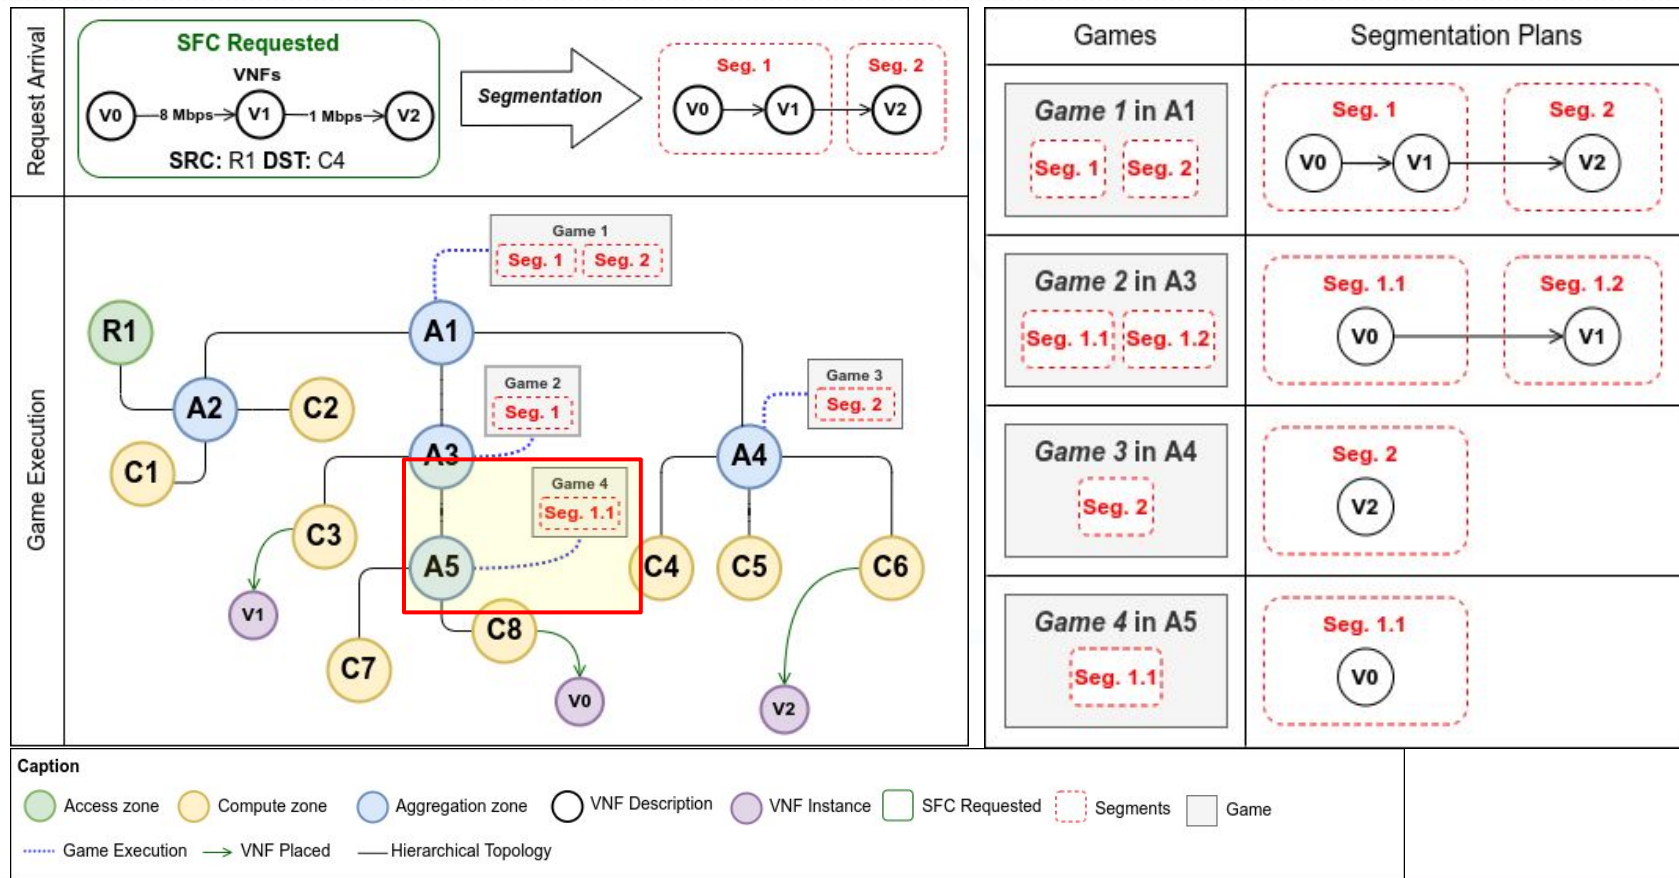 Request Arrival
SFC Requested
VNFs
V0
8 Mbps
V1
1 Mbps
V2
SRC: R1 DST: C4
Segmentation
Seg. 1
Seg. 2
V0
V1
V2
Game Execution
Game 1
Seg. 1
Seg. 2
R1
A1
A2
C2
C1
Game 2
Seg. 1
Game 3
Seg. 2
A3
A4
Game 4
Seg. 1.1
C3
A5
C4
C5
C6
V1
C7
C8
V0
V2
Games
Segmentation Plans
Game 1 in A1
Seg. 1
Seg. 2
Seg. 1
Seg. 2
V0
V1
V2
Game 2 in A3
Seg. 1.1
Seg. 1.2
Seg. 1.1
Seg. 1.2
V0
V1
Game 3 in A4
Seg. 2
Seg. 2
V2
Game 4 in A5
Seg. 1.1
Seg. 1.1
V0
Caption
Access zone
Compute zone
Aggregation zone
VNF Description
VNF Instance
SFC Requested
Segments
Game
Game Execution
VNF Placed
Hierarchical Topology